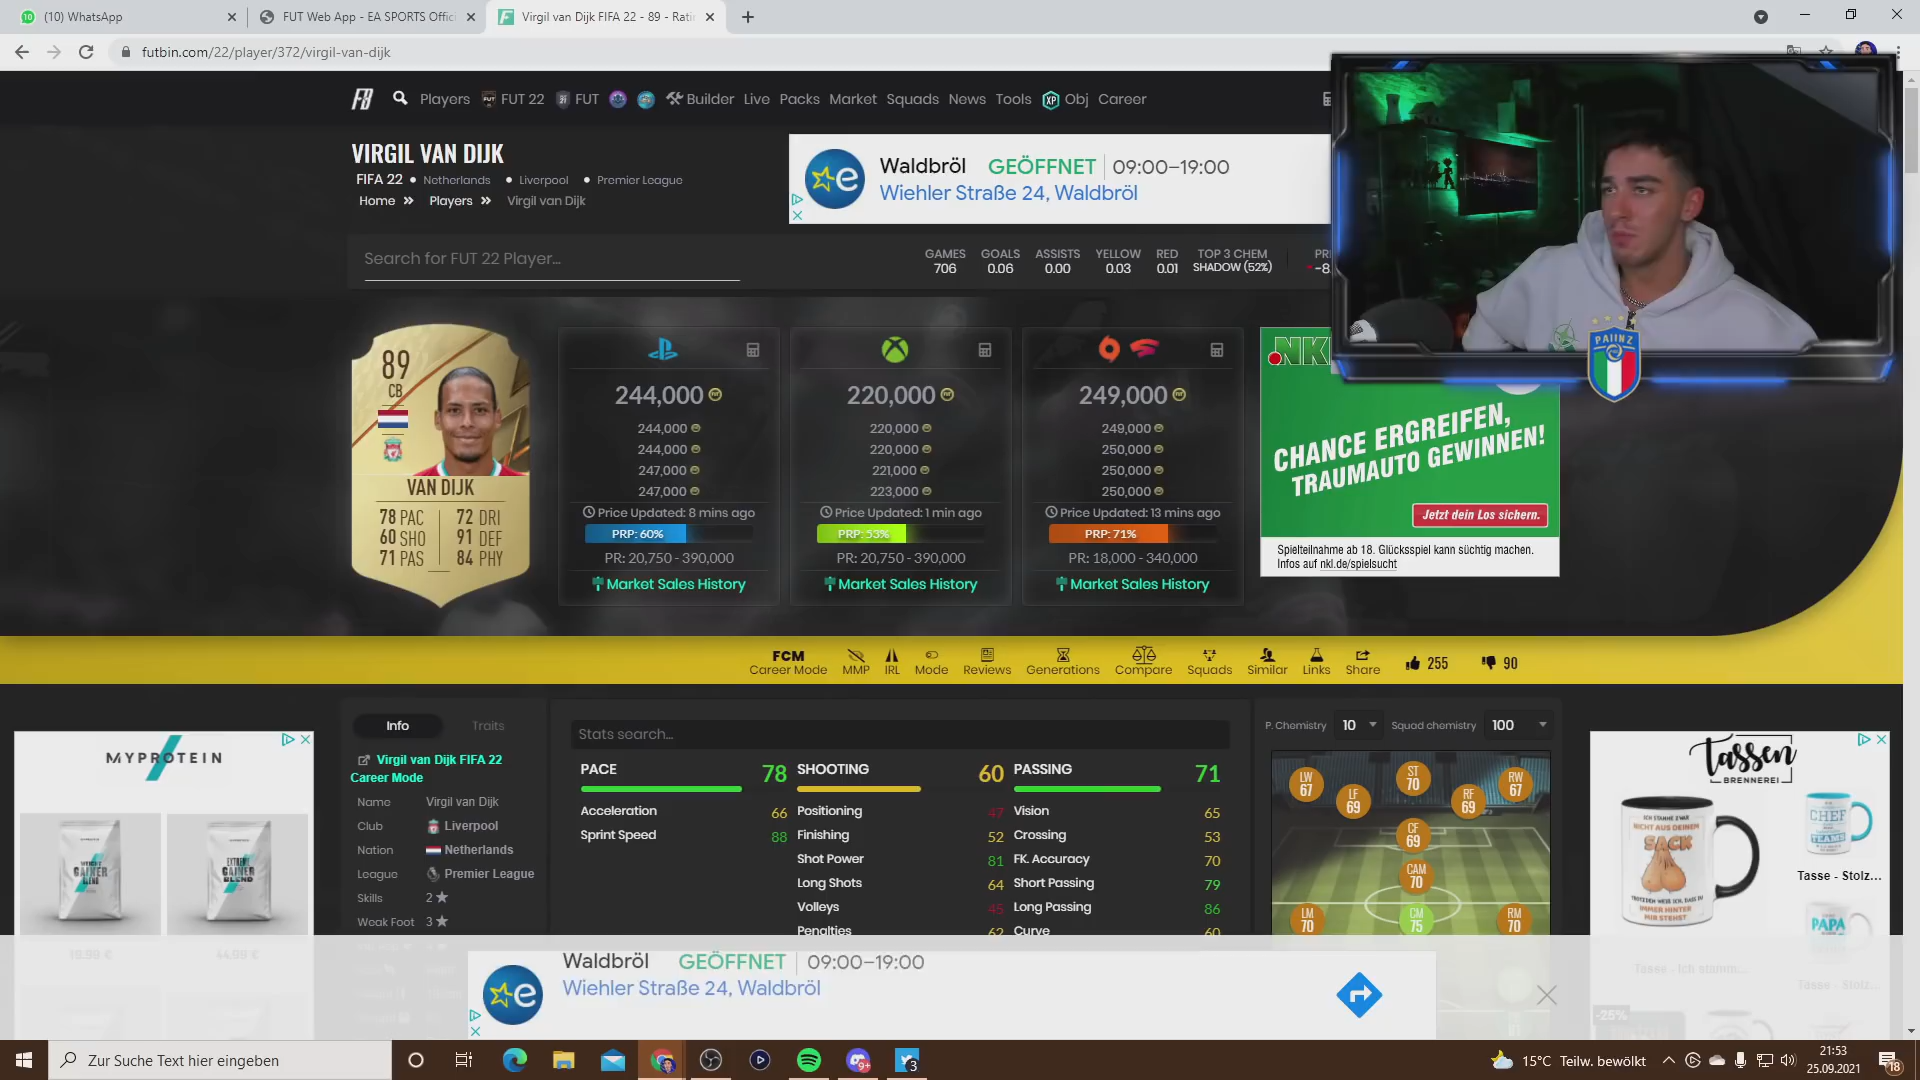 (10) WhatsApp
FUT Web App - EA SPORTS Offici
Virgil van Dijk FIFA 22 - 89 - Rati
futbin.com/22/player/372/virgil-van-dijk
Players FUT 22 FUT Builder Live Packs Market Squads News Tools XP Obj Career
VIRGIL VAN DIJK
FIFA 22 • Netherlands • Liverpool • Premier League
Home » Players » Virgil van Dijk
Waldbröl GEÖFFNET 09:00–19:00
Wiehler Straße 24, Waldbröl
Search for FUT 22 Player...
GAMES GOALS ASSISTS YELLOW RED TOP 3 CHEM
706 0.06 0.00 0.03 0.01 SHADOW (52%)
89
CB
VAN DIJK
78 PAC 72 DRI
60 SHO 91 DEF
71 PAS 84 PHY
244,000
244,000
244,000
247,000
247,000
Price Updated: 8 mins ago
PRP: 60%
PR: 20,750 - 390,000
Market Sales History
220,000
220,000
220,000
221,000
223,000
Price Updated: 1 min ago
PRP: 53%
PR: 20,750 - 390,000
Market Sales History
249,000
249,000
250,000
250,000
250,000
Price Updated: 13 mins ago
PRP: 71%
PR: 18,000 - 340,000
Market Sales History
PAIINZ
CHANCE ERGREIFEN,
TRAUMAUTO GEWINNEN!
Jetzt dein Los sichern.
Spielteilnahme ab 18. Glücksspiel kann süchtig machen.
Infos auf nkl.de/spielsucht
FCM
Career Mode MMP IRL Mode Reviews Generations Compare Squads Similar Links Share 255 90
Info Traits
Virgil van Dijk FIFA 22
Career Mode
Name Virgil van Dijk
Club Liverpool
Nation Netherlands
League Premier League
Skills 2
Weak Foot 3
Stats search...
PACE 78
Acceleration 66
Sprint Speed 88
SHOOTING 60
Positioning 47
Finishing 52
Shot Power 81
Long Shots 64
Volleys 45
Penalties 62
PASSING 71
Vision 65
Crossing 53
FK. Accuracy 70
Short Passing 79
Long Passing 86
Curve 60
P. Chemistry 10 Squad chemistry 100
LW 67
ST 70
RW 67
LF 69
RF 69
CF 69
CAM 70
LM 70
CM 75
RM 70
MYPROTEIN
tassen
BRENNEREI
CHEF
PAPA
Tasse - Stolz...
-25%
Waldbröl GEÖFFNET 09:00–19:00
Wiehler Straße 24, Waldbröl
Zur Suche Text hier eingeben
15°C Teilw. bewölkt
21:53
25.09.2021
18